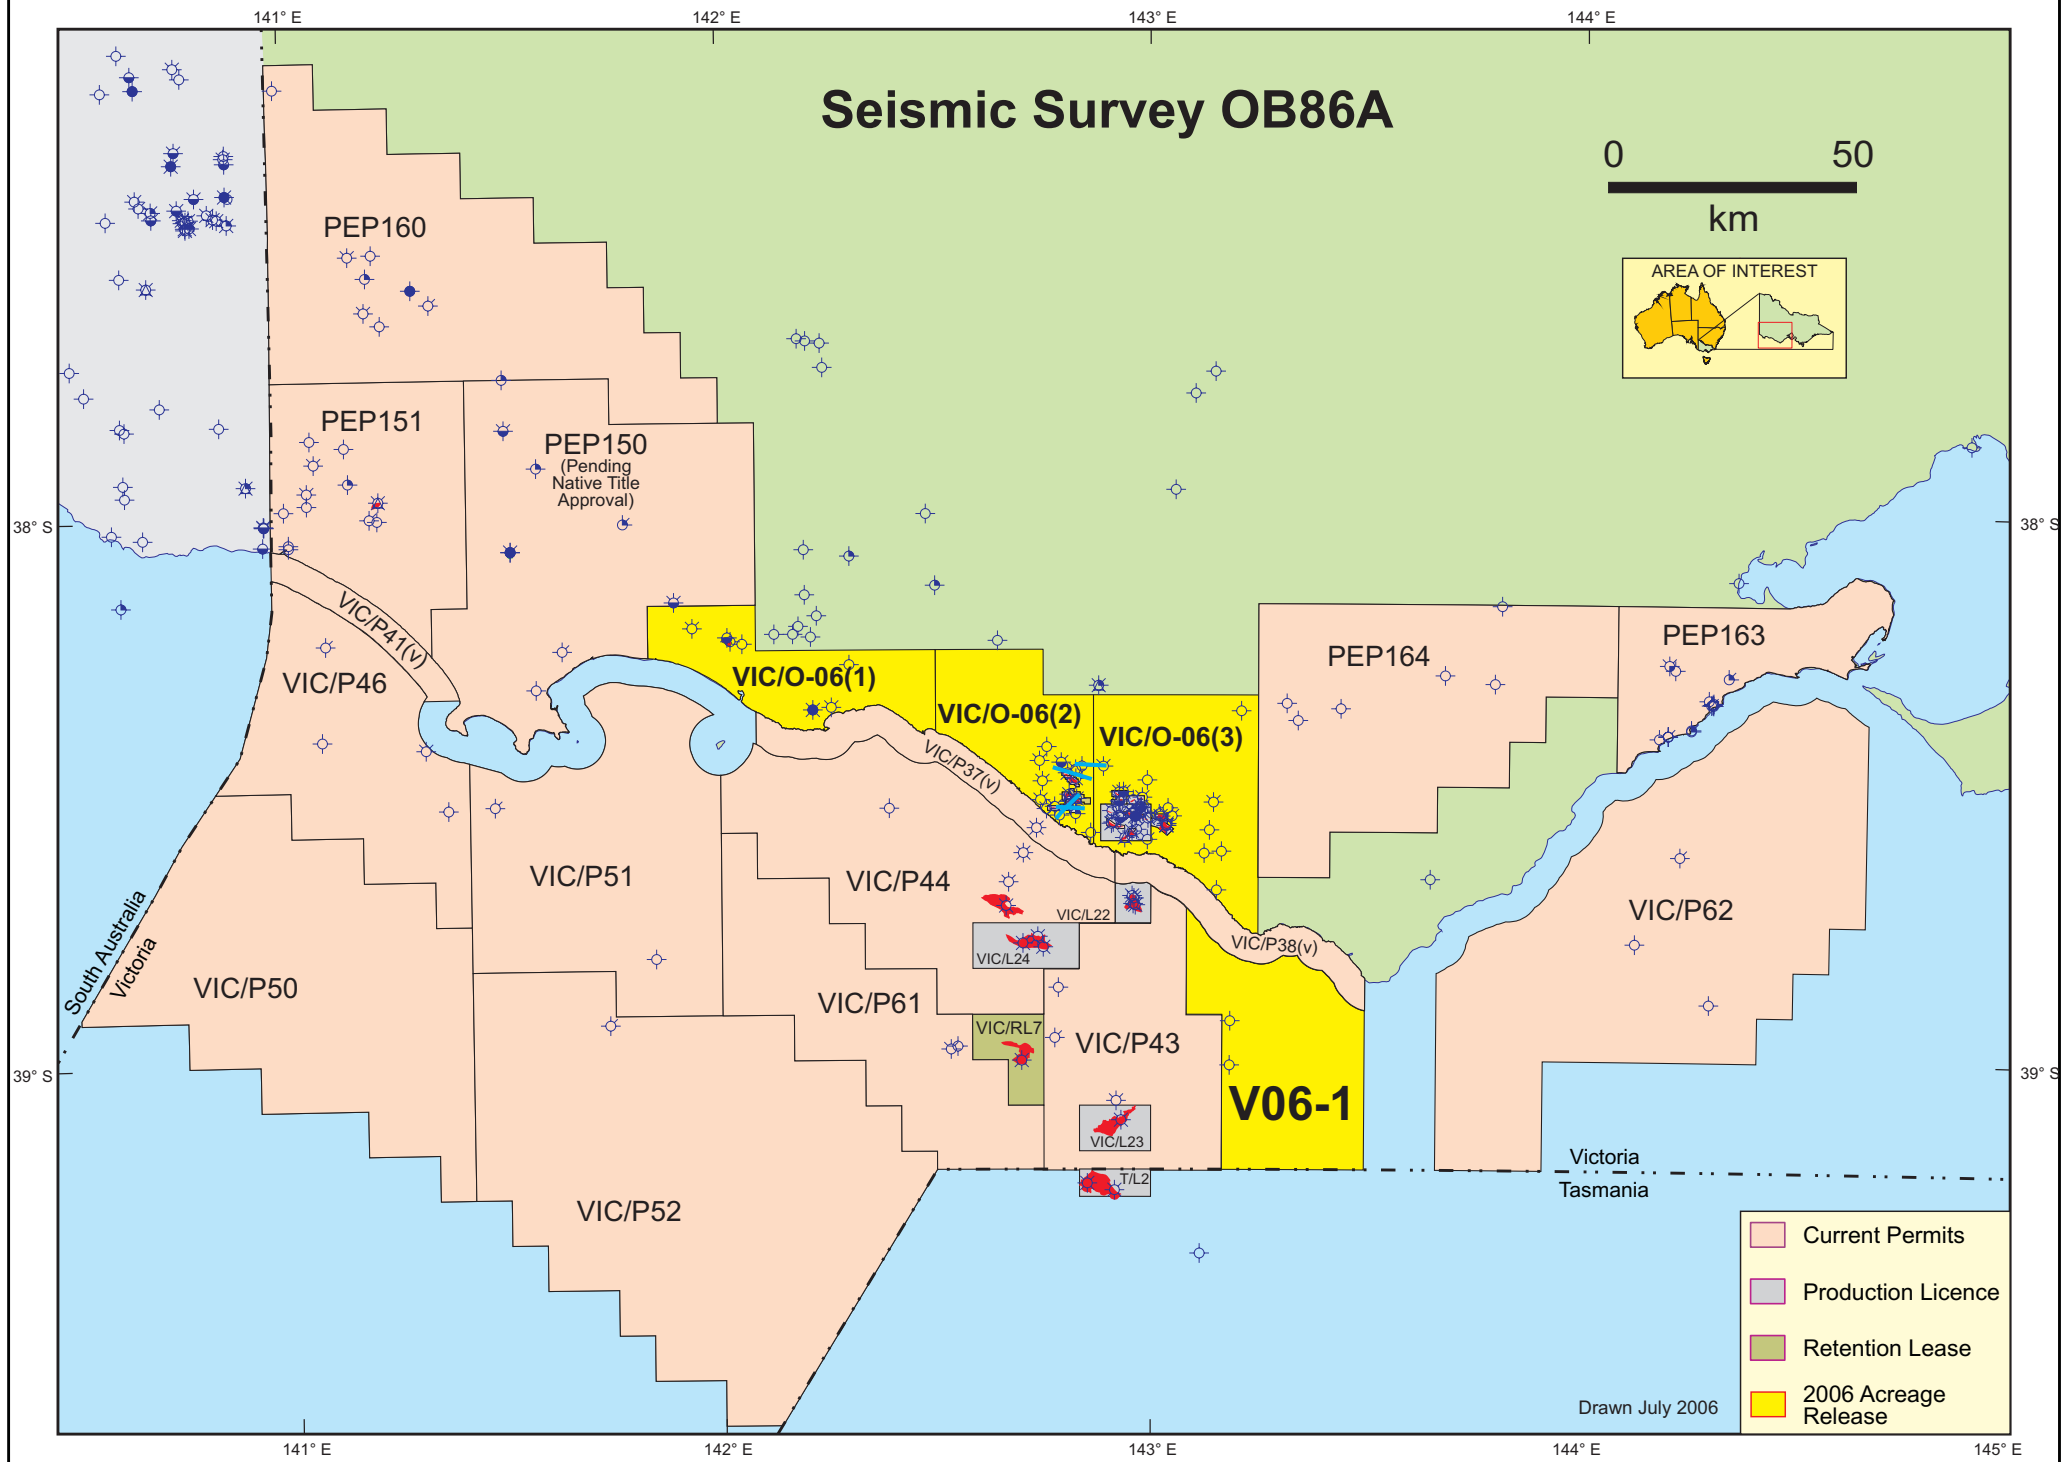 141° E
142° E
143° E
144° E
Seismic Survey OB86A
0
50
km
AREA OF INTEREST
PEP160
PEP151
PEP150
(Pending
Native Title
Approval)
38° S
38° S
VIC/P41(v)
VIC/P46
VIC/O-06(1)
VIC/O-06(2)
VIC/O-06(3)
PEP164
PEP163
VIC/P37(v)
VIC/P51
VIC/P44
VIC/L22
VIC/P62
VIC/P38(v)
VIC/L24
South Australia
Victoria
VIC/P50
VIC/P61
VIC/RL7
VIC/P43
39° S
39° S
V06-1
VIC/L23
T/L2
Victoria
Tasmania
VIC/P52
Current Permits
Production Licence
Retention Lease
2006 Acreage
Release
Drawn July 2006
141° E
142° E
143° E
144° E
145° E